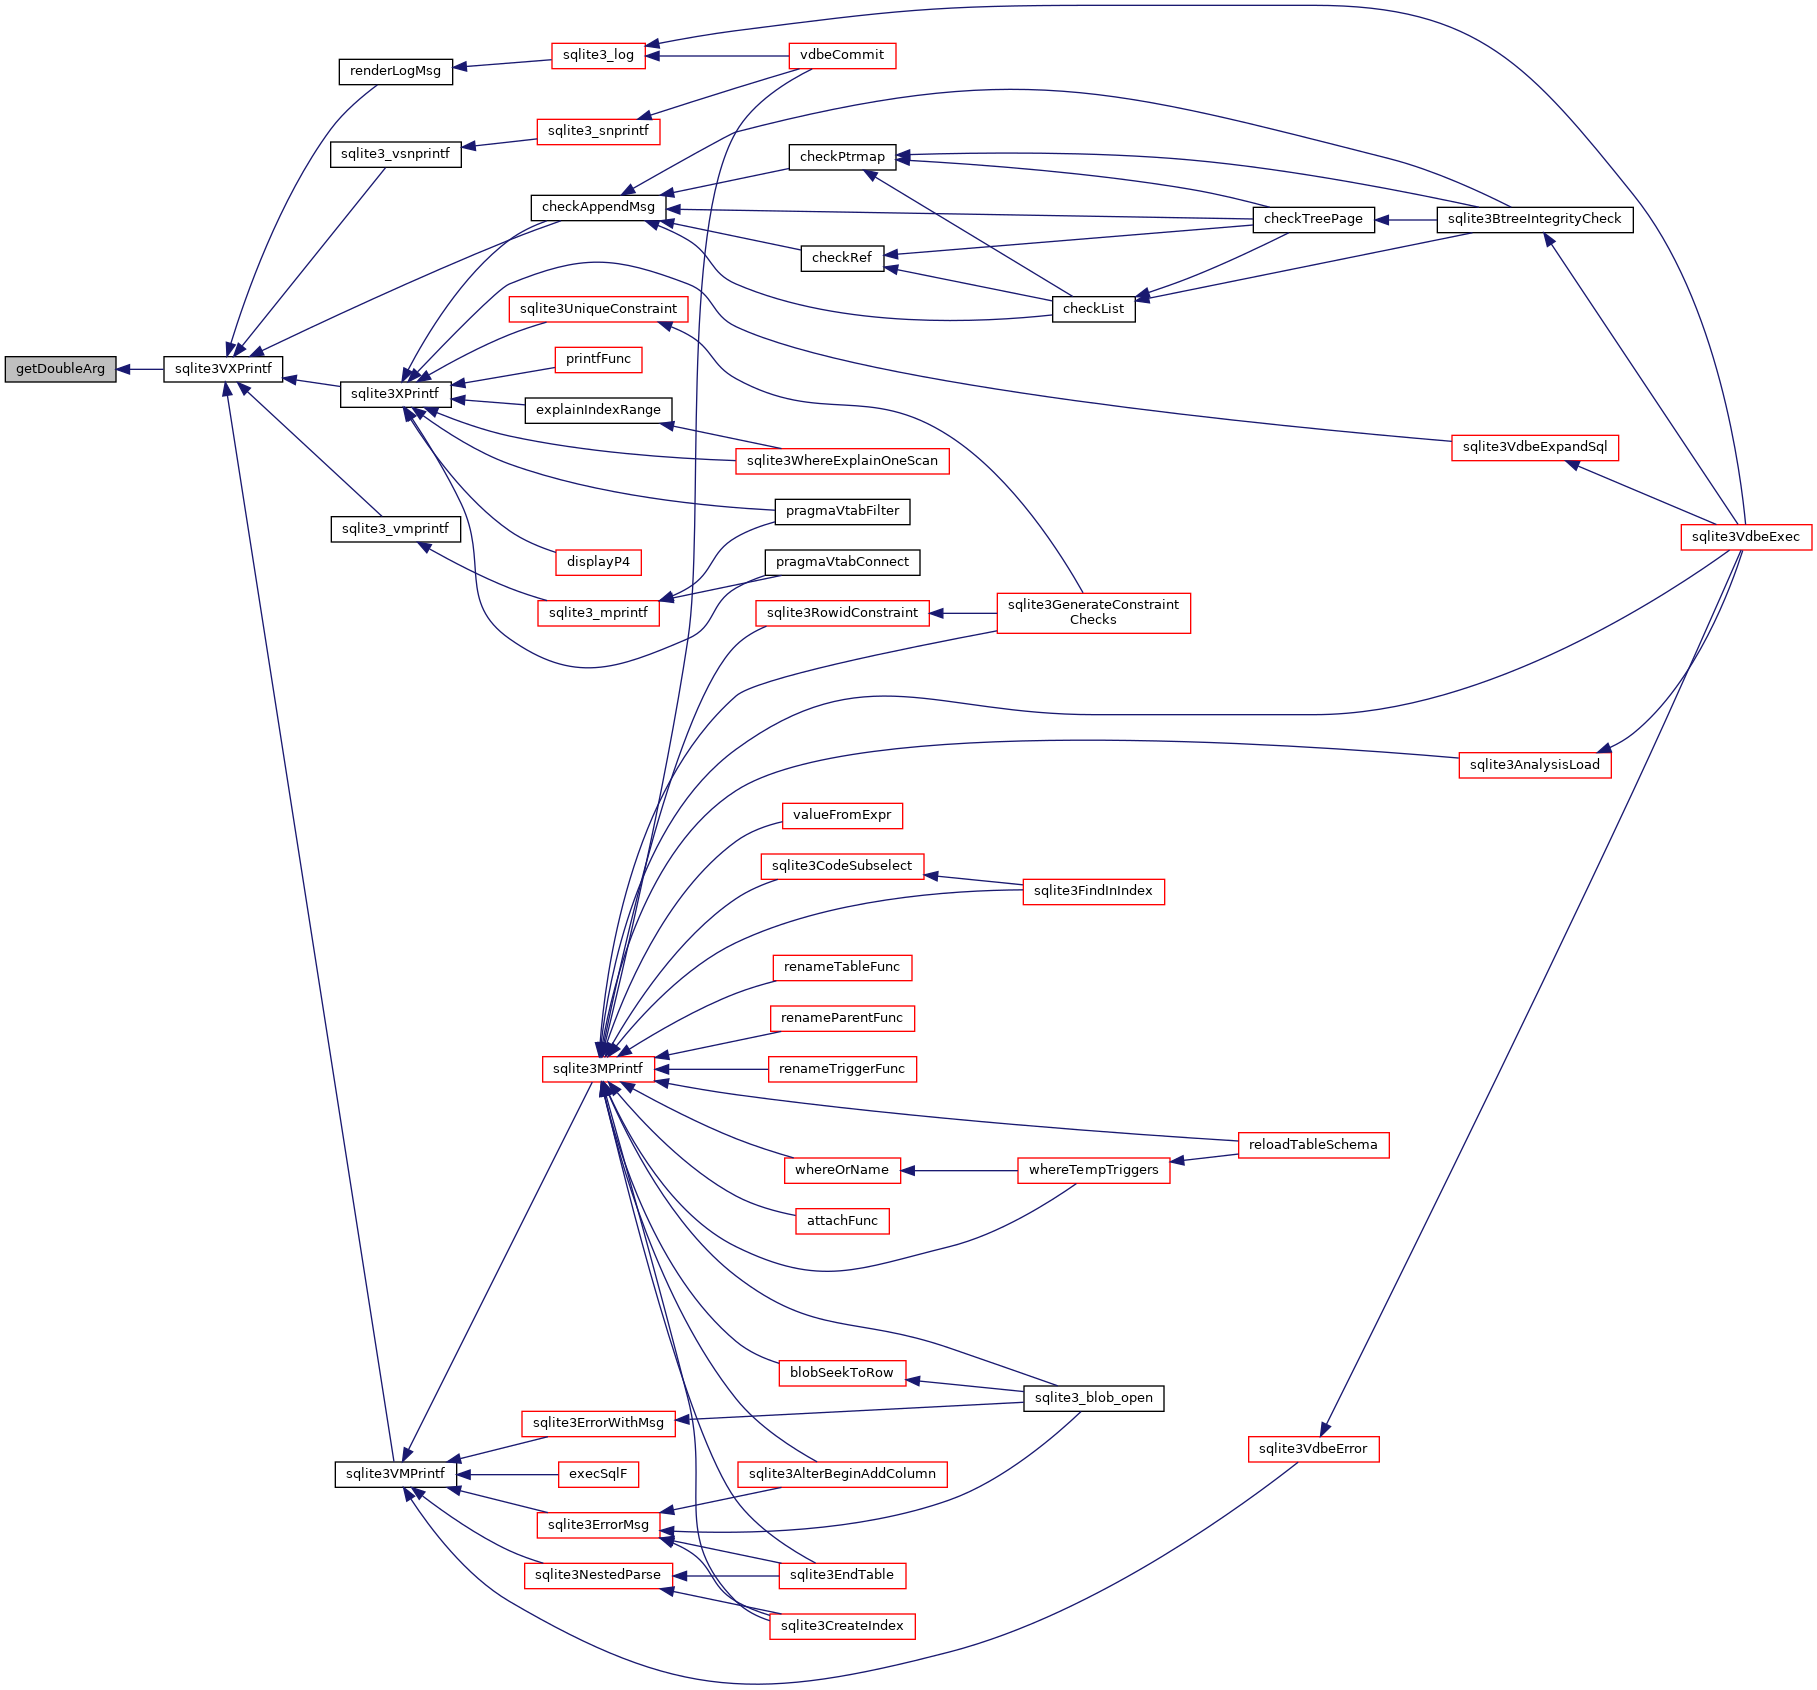 sqlite3_log
vdbeCommit
renderLogMsg
sqlite3_snprintf
sqlite3_vsnprintf
checkPtrmap
checkAppendMsg
checkTreePage
sqlite3BtreeIntegrityCheck
checkRef
sqlite3UniqueConstraint
checkList
printfFunc
getDoubleArg
sqlite3VXPrintf
sqlite3XPrintf
explainIndexRange
sqlite3VdbeExpandSql
sqlite3WhereExplainOneScan
pragmaVtabFilter
sqlite3_vmprintf
sqlite3VdbeExec
displayP4
pragmaVtabConnect
sqlite3_mprintf
sqlite3RowidConstraint
sqlite3GenerateConstraint
Checks
sqlite3AnalysisLoad
valueFromExpr
sqlite3CodeSubselect
sqlite3FindInIndex
renameTableFunc
renameParentFunc
sqlite3MPrintf
renameTriggerFunc
reloadTableSchema
whereOrName
whereTempTriggers
attachFunc
blobSeekToRow
sqlite3_blob_open
sqlite3ErrorWithMsg
sqlite3VdbeError
sqlite3VMPrintf
execSqlF
sqlite3AlterBeginAddColumn
sqlite3ErrorMsg
sqlite3NestedParse
sqlite3EndTable
sqlite3CreateIndex